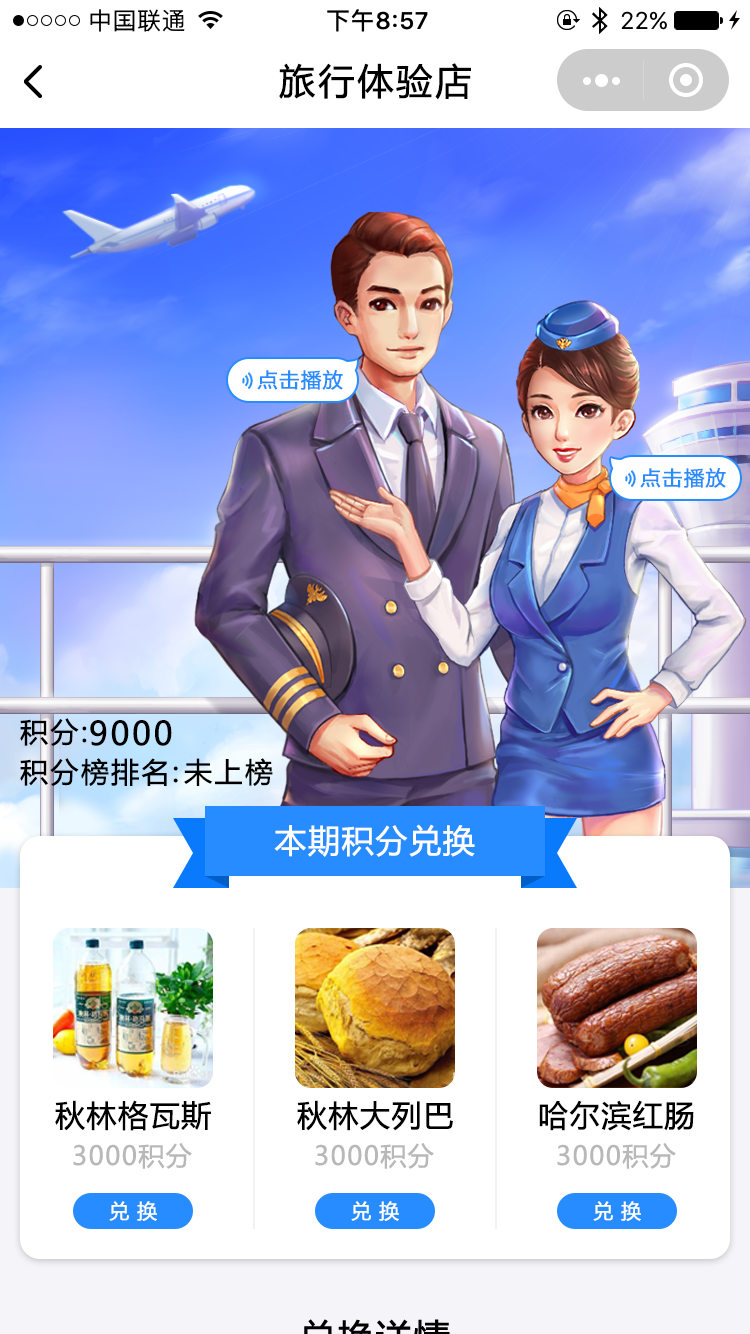 中国联通 下午8:57 22%
旅行体验店
点击播放
点击播放
积分:9000
积分榜排名:未上榜
本期积分兑换
秋林格瓦斯 秋林大列巴 哈尔滨红肠
3000积分 3000积分 3000积分
兑换 兑换 兑换
兑换详情